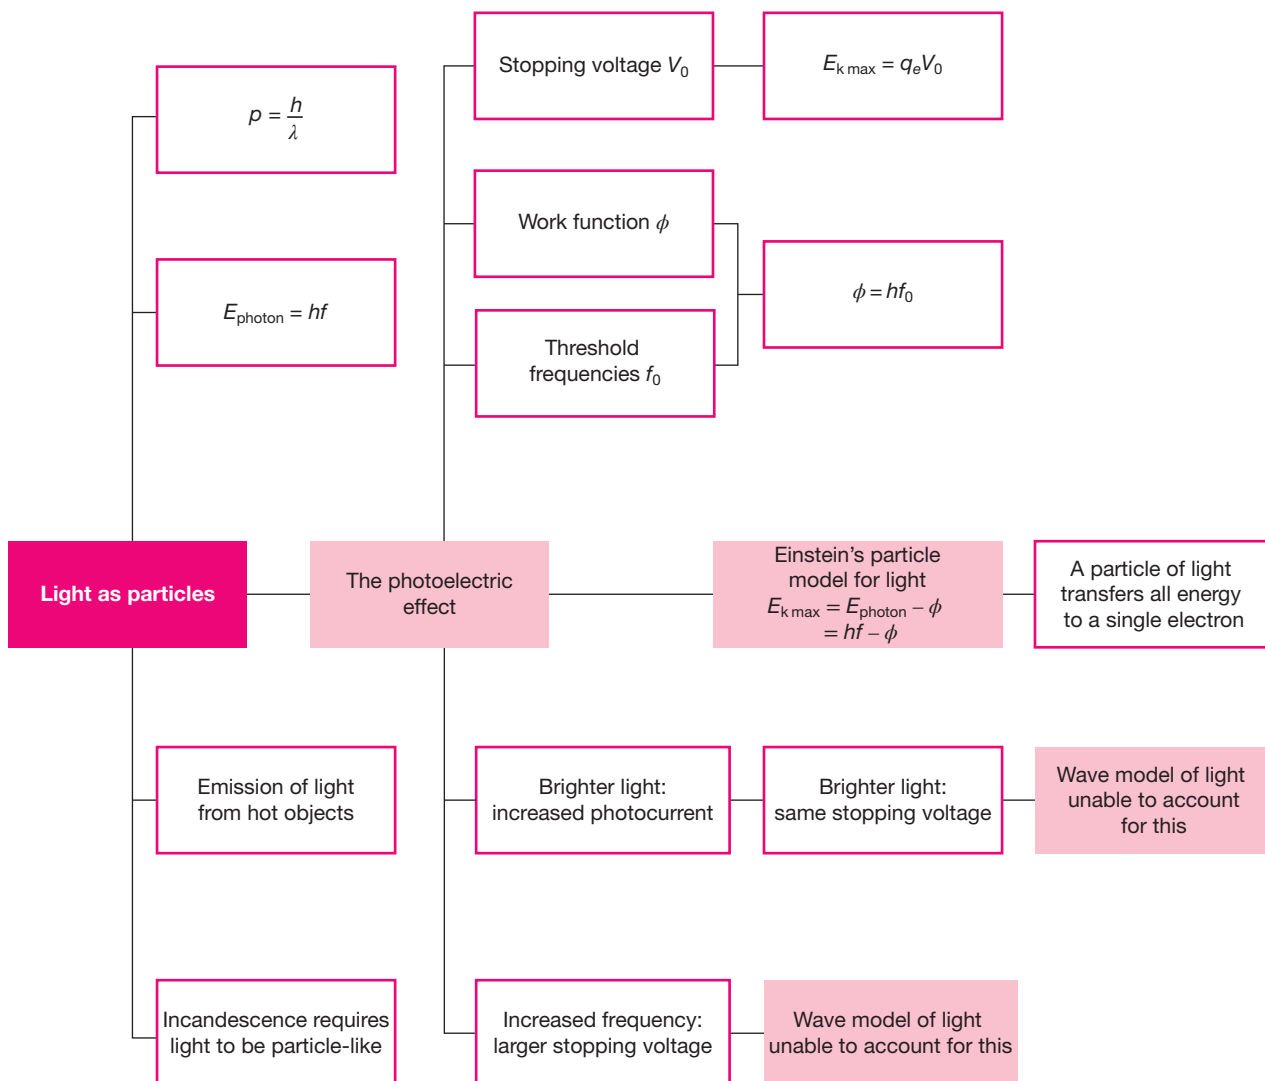 Stopping voltage V₀
E_k max = qₑV₀
p = h/λ
Work function ϕ
E_photon = hf
ϕ = hf₀
Threshold
frequencies f₀
Light as particles
The photoelectric
effect
Einstein’s particle
model for light
E_k max = E_photon – ϕ
= hf – ϕ
A particle of light
transfers all energy
to a single electron
Emission of light
from hot objects
Brighter light:
increased photocurrent
Brighter light:
same stopping voltage
Wave model of light
unable to account
for this
Incandescence requires
light to be particle-like
Increased frequency:
larger stopping voltage
Wave model of light
unable to account for this